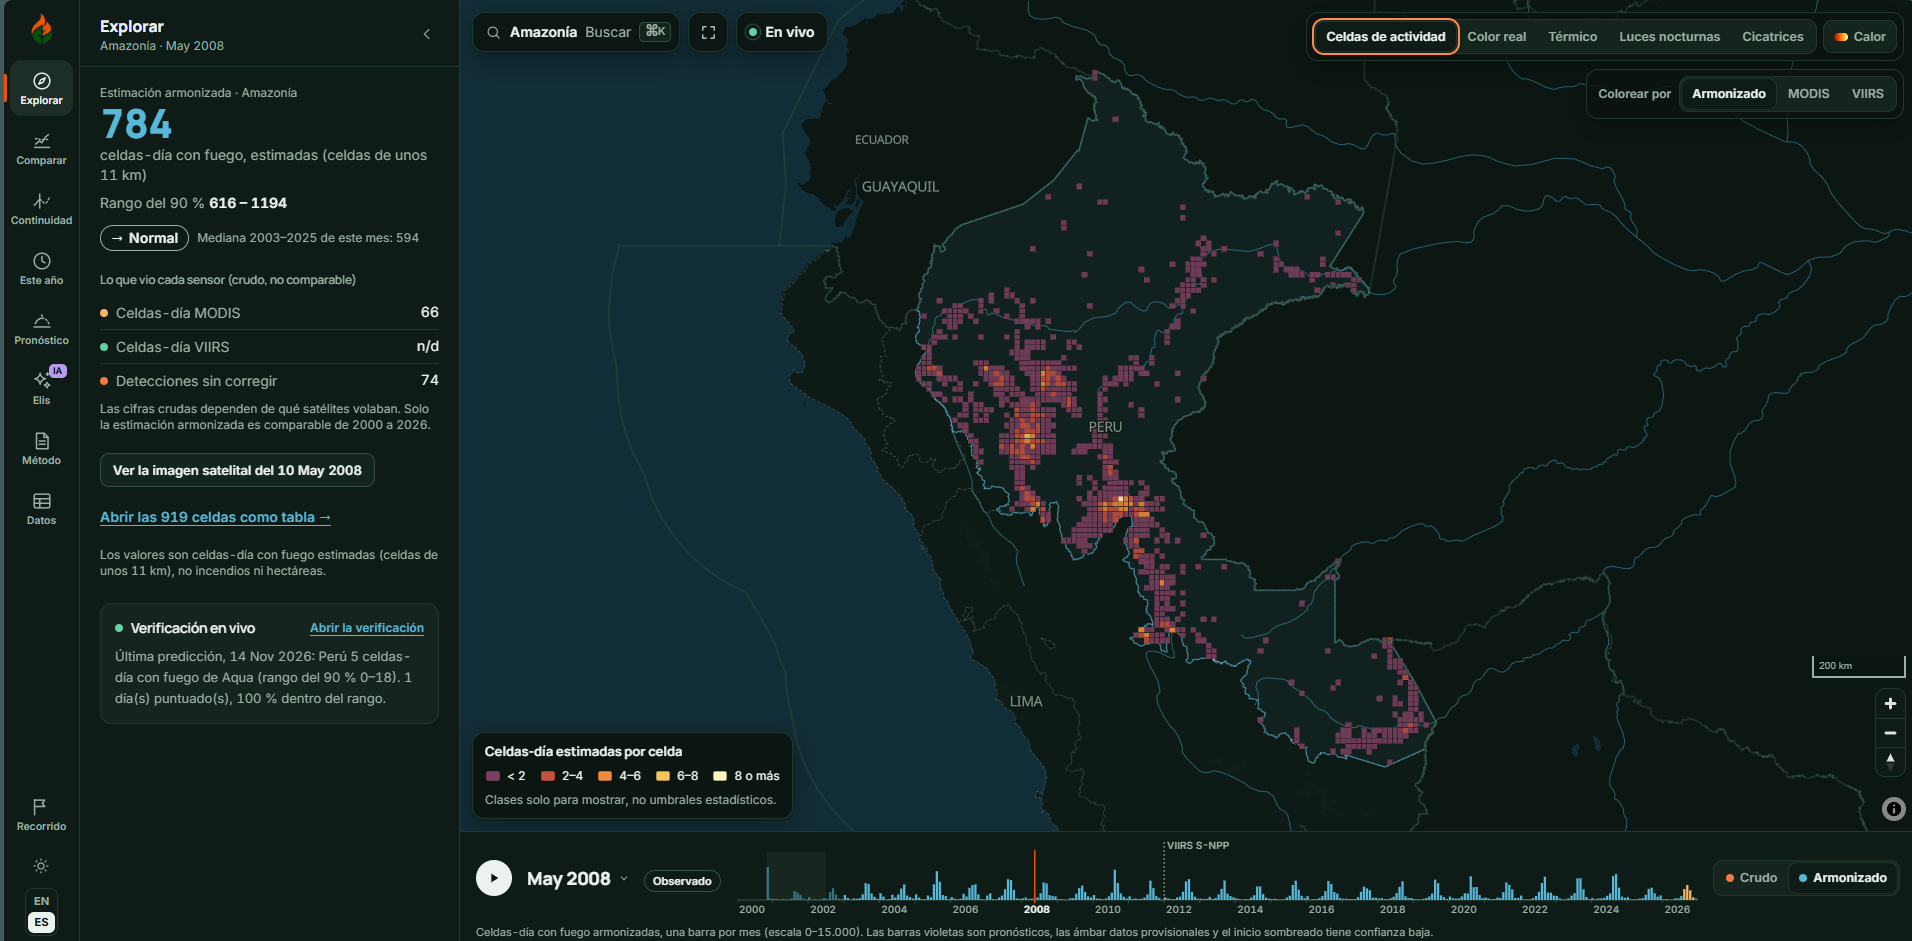 Explorar
Amazonía · May 2008
Explorar
Comparar
Continuidad
Este año
Pronóstico
IA
Elis
Método
Datos
Recorrido
EN
ES
Estimación armonizada · Amazonía
784
celdas-día con fuego, estimadas (celdas de unos
11 km)
Rango del 90 % 616 – 1194
→ Normal
Mediana 2003–2025 de este mes: 594
Lo que vio cada sensor (crudo, no comparable)
Celdas-día MODIS 66
Celdas-día VIIRS n/d
Detecciones sin corregir 74
Las cifras crudas dependen de qué satélites volaban. Solo
la estimación armonizada es comparable de 2000 a 2026.
Ver la imagen satelital del 10 May 2008
Abrir las 919 celdas como tabla →
Los valores son celdas-día con fuego estimadas (celdas de
unos 11 km), no incendios ni hectáreas.
Verificación en vivo
Abrir la verificación
Última predicción, 14 Nov 2026: Perú 5 celdas-
día con fuego de Aqua (rango del 90 % 0–18). 1
día(s) puntuado(s), 100 % dentro del rango.
Amazonía Buscar ⌘K
En vivo
Celdas de actividad
Color real
Térmico
Luces nocturnas
Cicatrices
Calor
Colorear por
Armonizado
MODIS
VIIRS
ECUADOR
GUAYAQUIL
PERU
LIMA
200 km
Celdas-día estimadas por celda
< 2
2–4
4–6
6–8
8 o más
Clases solo para mostrar, no umbrales estadísticos.
May 2008
Observado
VIIRS S-NPP
2000 2002 2004 2006 2008 2010 2012 2014 2016 2018 2020 2022 2024 2026
Crudo
Armonizado
Celdas-día con fuego armonizadas, una barra por mes (escala 0–15.000). Las barras violetas son pronósticos, las ámbar datos provisionales y el inicio sombreado tiene confianza baja.